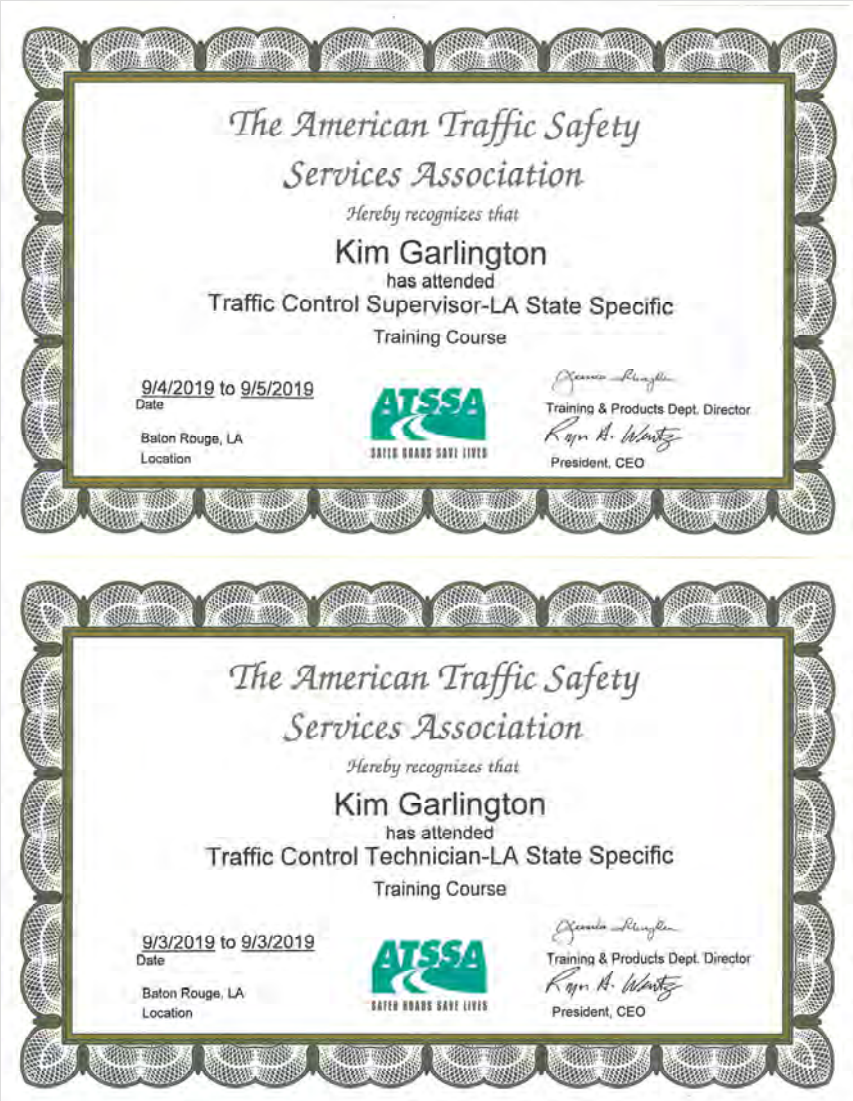 The American Traffic Safety
Services Association
Hereby recognizes that
Kim Garlington
has attended
Traffic Control Supervisor-LA State Specific
Training Course
9/4/2019 to 9/5/2019
Date
Baton Rouge, LA
Location
ATSSA
SAFER ROADS SAVE LIVES
Training & Products Dept. Director
President, CEO
The American Traffic Safety
Services Association
Hereby recognizes that
Kim Garlington
has attended
Traffic Control Technician-LA State Specific
Training Course
9/3/2019 to 9/3/2019
Date
Baton Rouge, LA
Location
ATSSA
SAFER ROADS SAVE LIVES
Training & Products Dept. Director
President, CEO